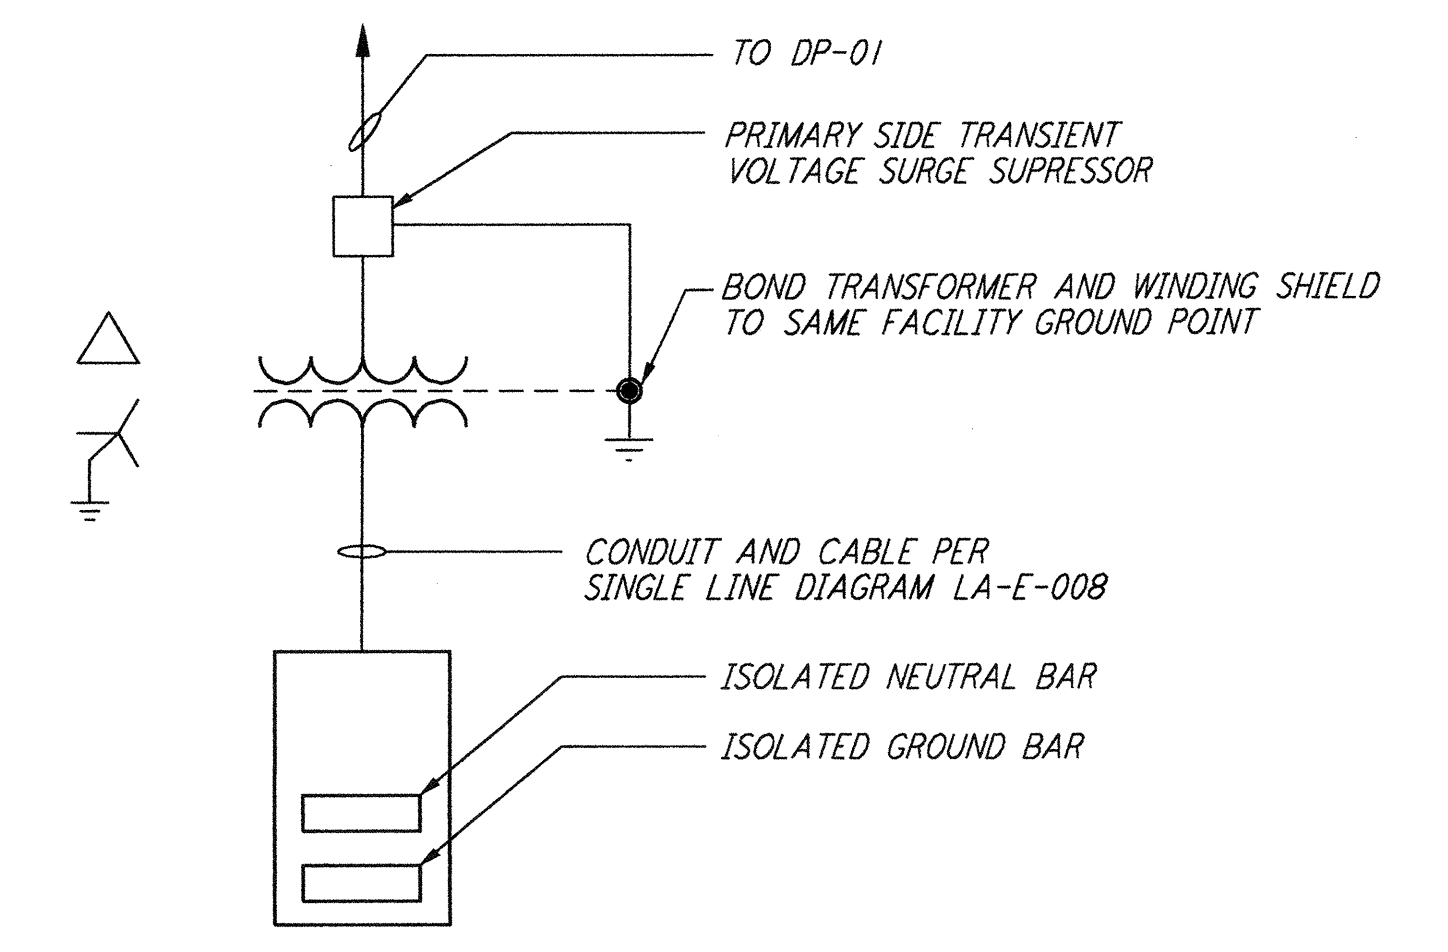 TO DP-01
PRIMARY SIDE TRANSIENT
VOLTAGE SURGE SUPRESSOR
BOND TRANSFORMER AND WINDING SHIELD
TO SAME FACILITY GROUND POINT
CONDUIT AND CABLE PER
SINGLE LINE DIAGRAM LA-E-008
ISOLATED NEUTRAL BAR
ISOLATED GROUND BAR